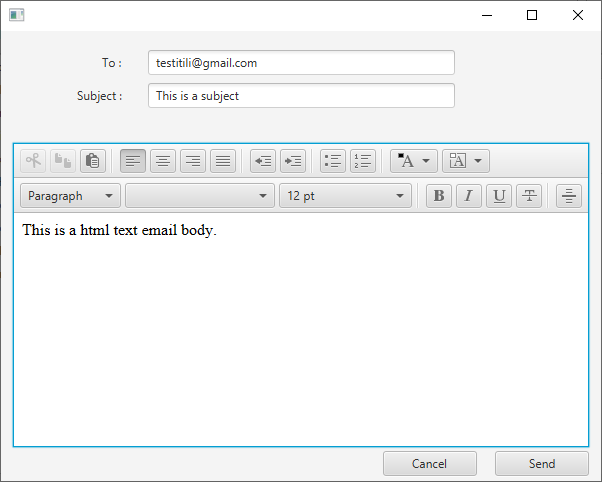 To : testitili@gmail.com
Subject : This is a subject
A A
Paragraph 12 pt B I U T
This is a html text email body.
Cancel Send